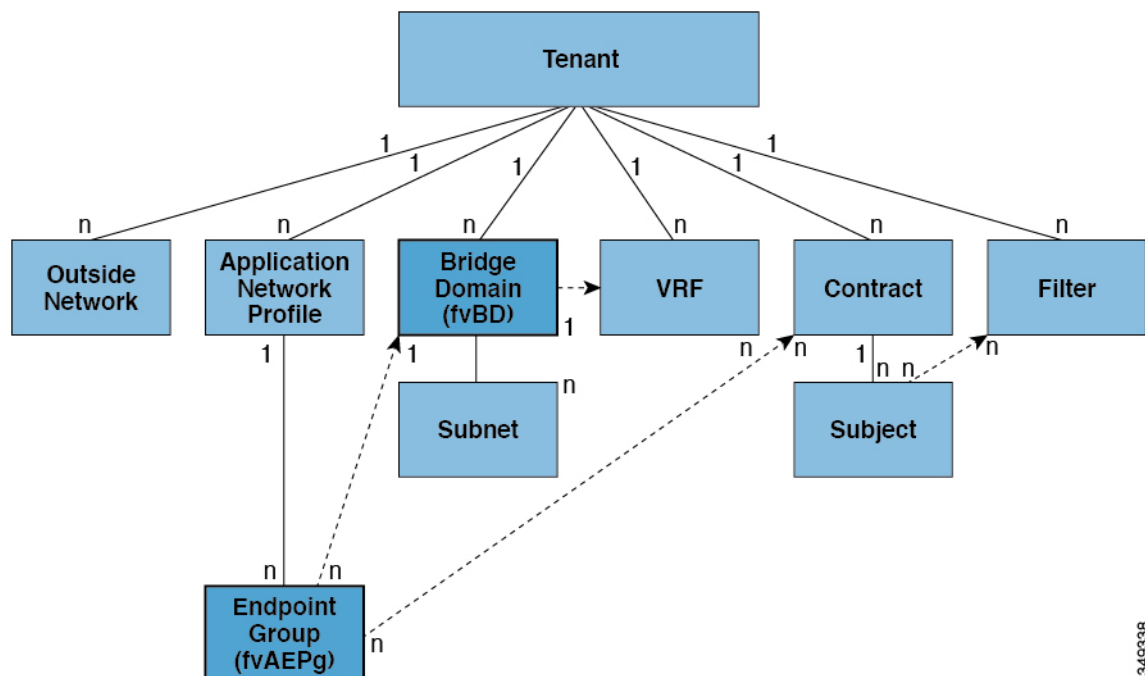 Tenant
1
1
1
1
1
1
n
n
n
n
n
n
Outside
Network
Application
Network
Profile
Bridge
Domain
(fvBD)
VRF
Contract
Filter
1
1
1
n
n
1
n
n
n
n
Subnet
Subject
n
n
Endpoint
Group
(fvAEPg)
n
349338